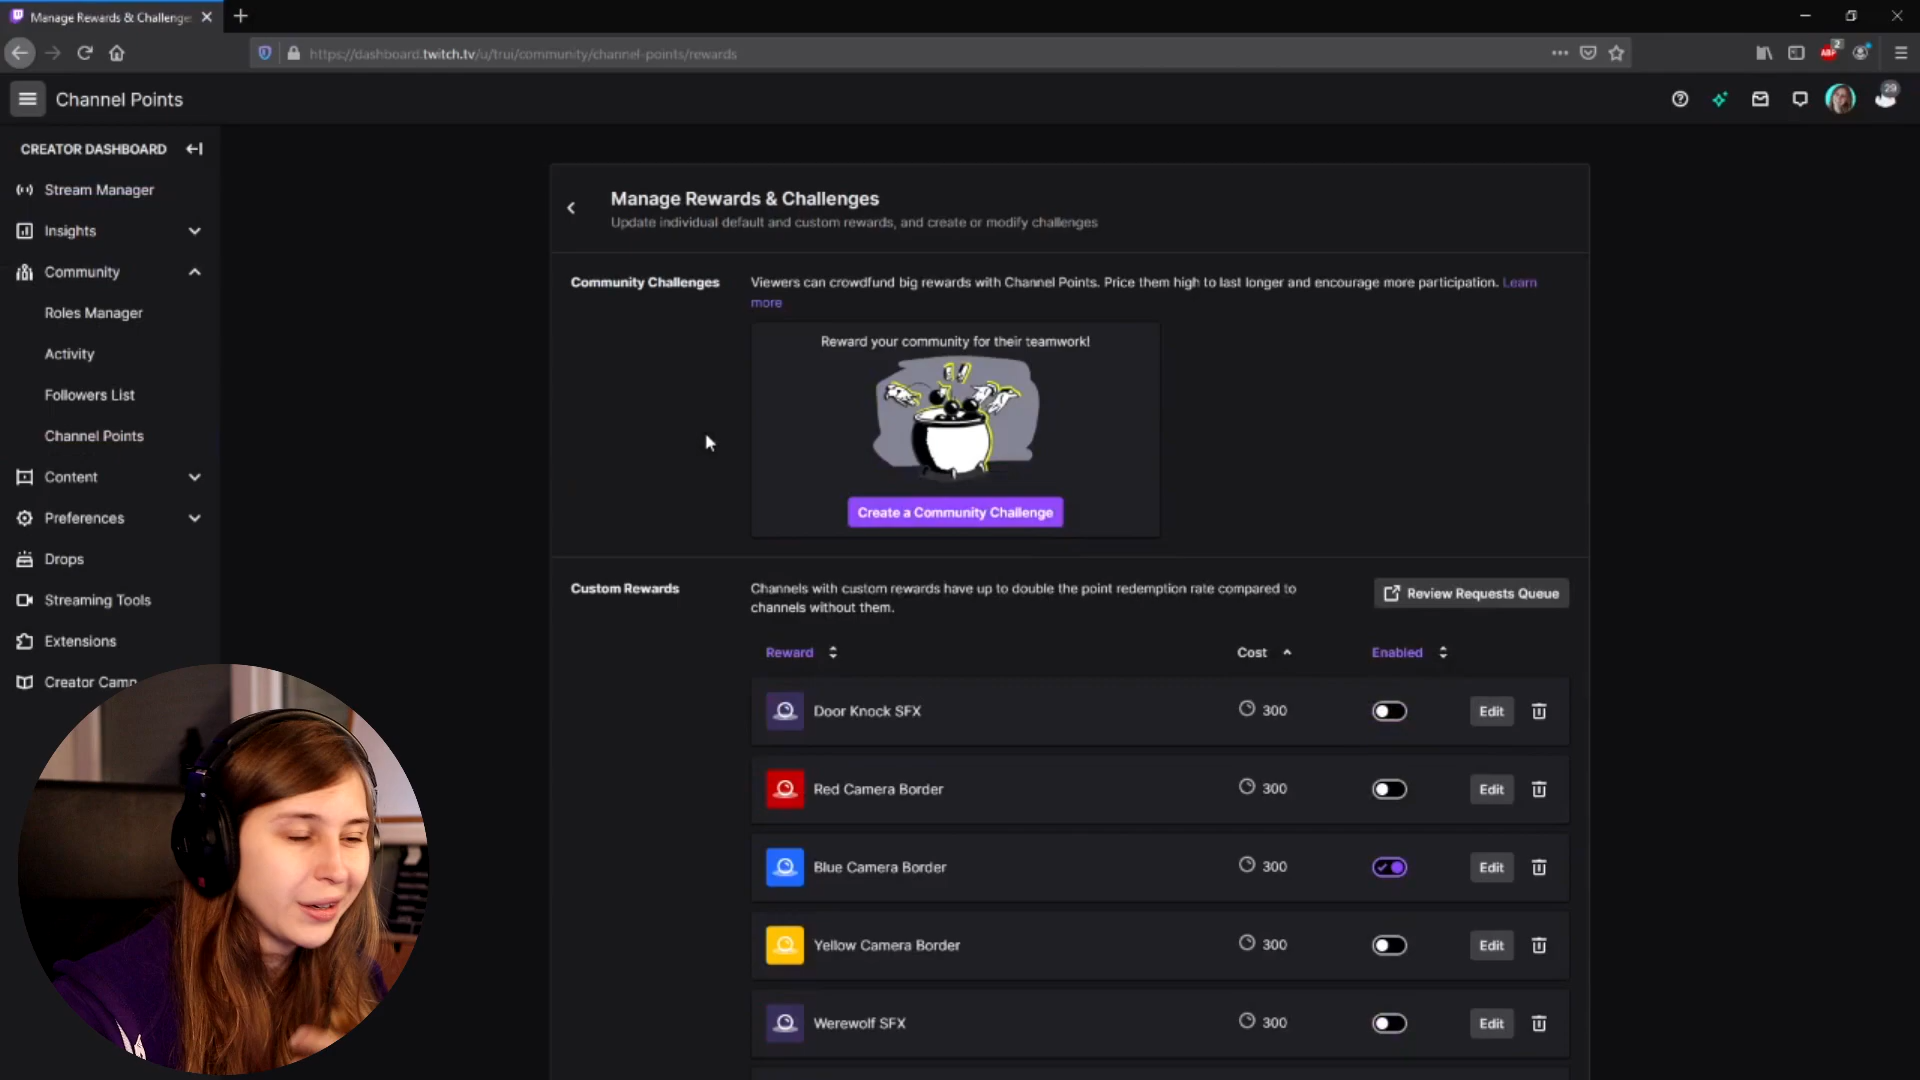 Manage Rewards & Challenge
https://dashboard.twitch.tv/u/trui/community/channel-points/rewards
ABP
2
Channel Points
29
CREATOR DASHBOARD
Stream Manager
Insights
Community
Roles Manager
Activity
Followers List
Channel Points
Content
Preferences
Drops
Streaming Tools
Extensions
Creator Camp
Manage Rewards & Challenges
Update individual default and custom rewards, and create or modify challenges
Community Challenges
Viewers can crowdfund big rewards with Channel Points. Price them high to last longer and encourage more participation. Learn
more
Reward your community for their teamwork!
Create a Community Challenge
Custom Rewards
Channels with custom rewards have up to double the point redemption rate compared to
channels without them.
Review Requests Queue
Reward Cost Enabled
Door Knock SFX 300 Edit
Red Camera Border 300 Edit
Blue Camera Border 300 Edit
Yellow Camera Border 300 Edit
Werewolf SFX 300 Edit